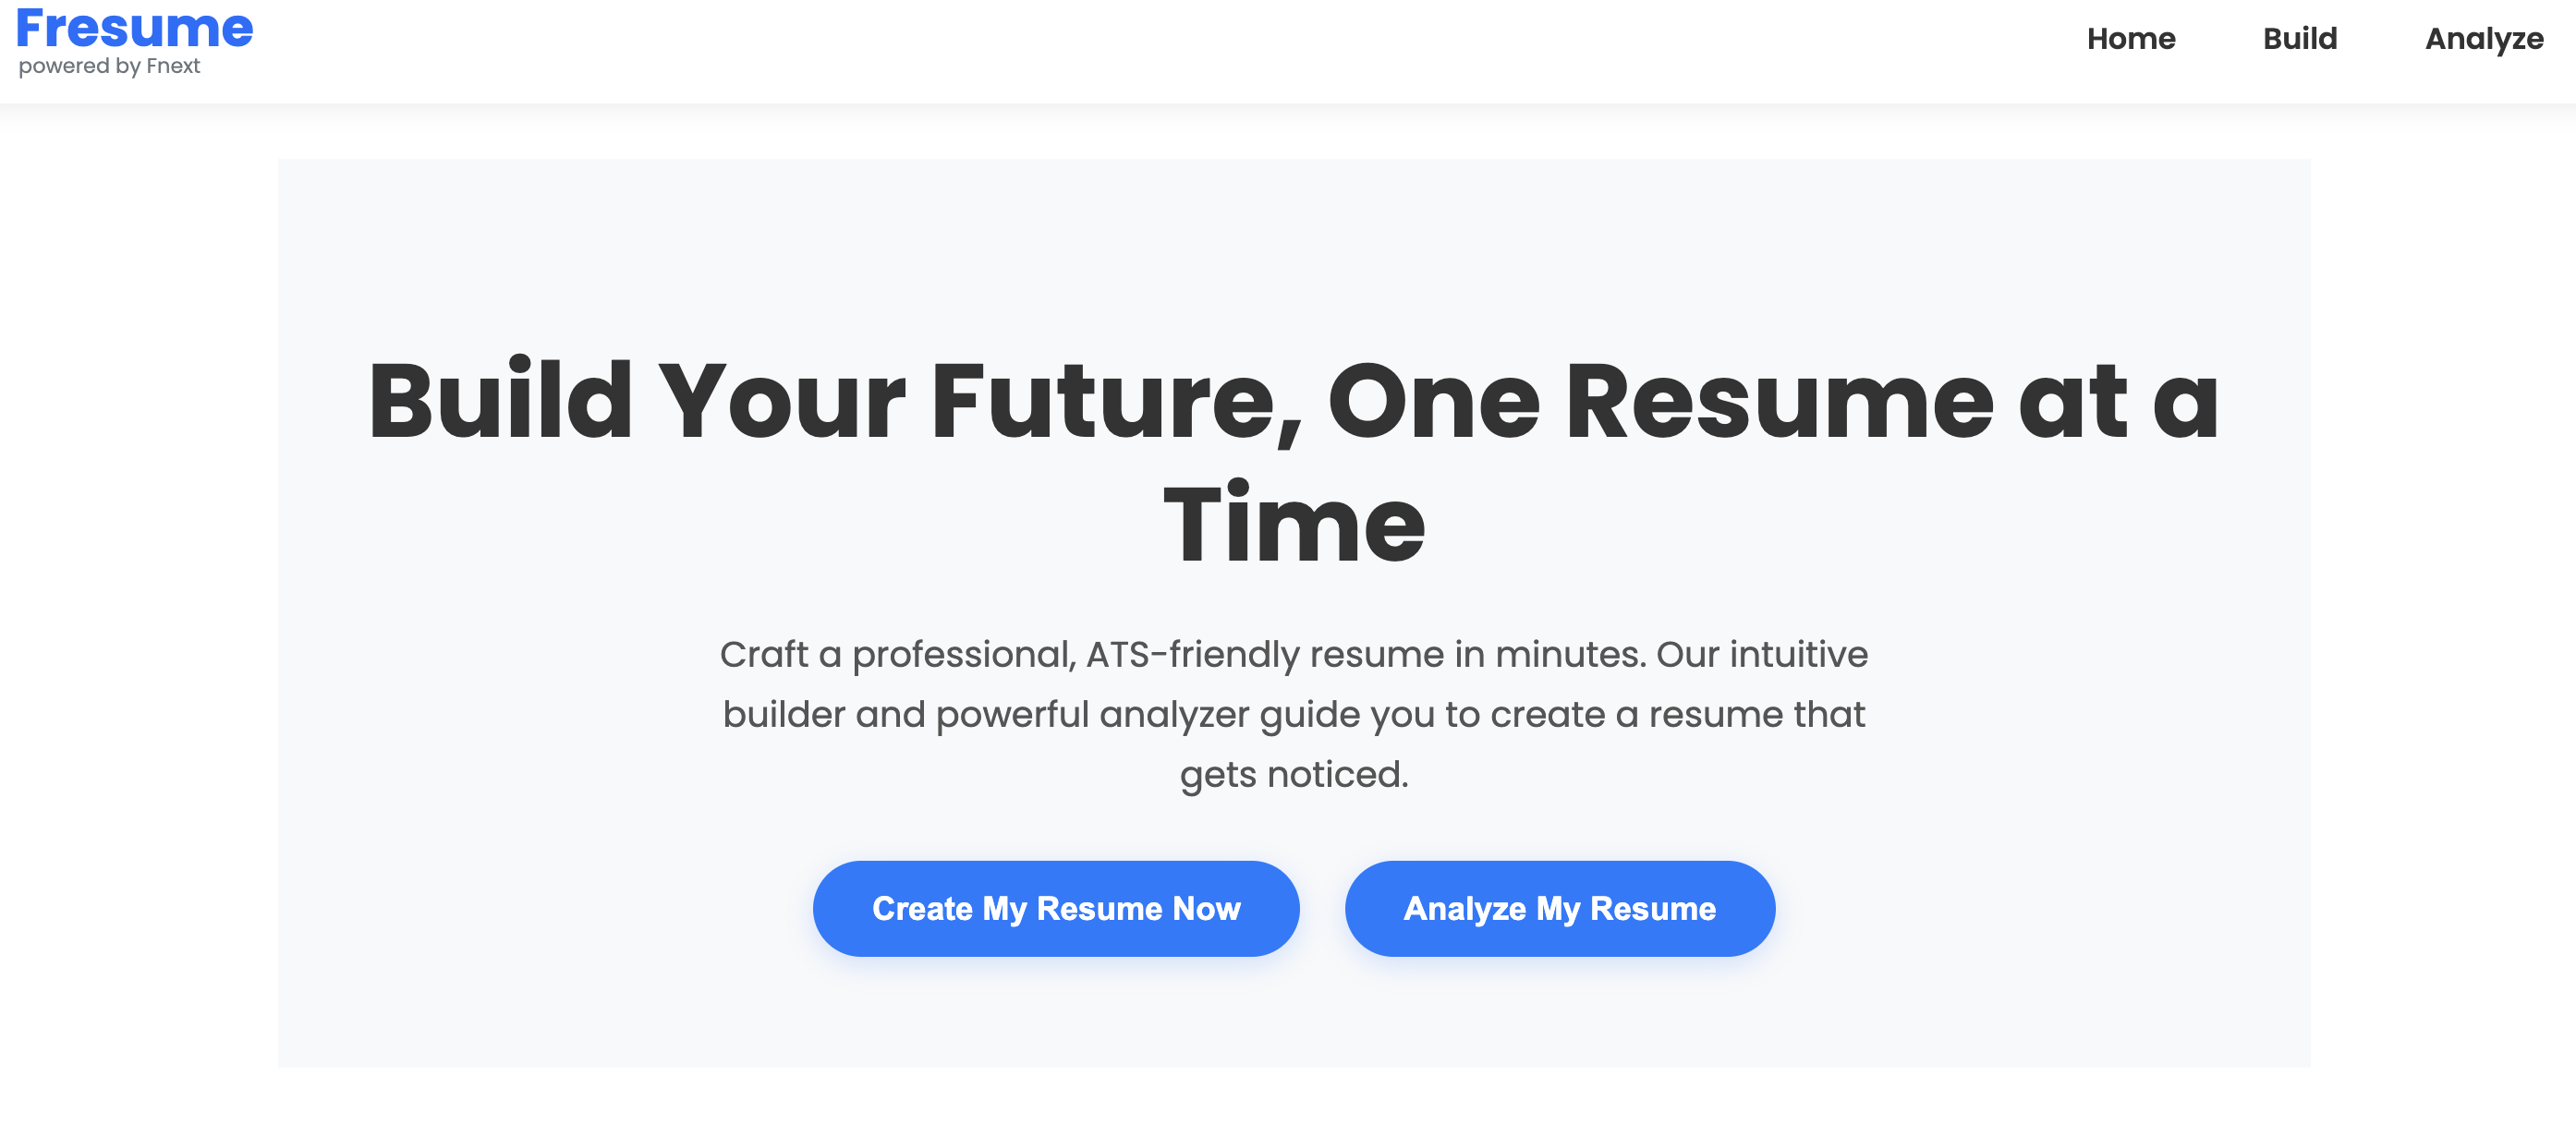 Fresume
powered by Fnext
Home Build Analyze
Build Your Future, One Resume at a
Time
Craft a professional, ATS-friendly resume in minutes. Our intuitive
builder and powerful analyzer guide you to create a resume that
gets noticed.
Create My Resume Now
Analyze My Resume